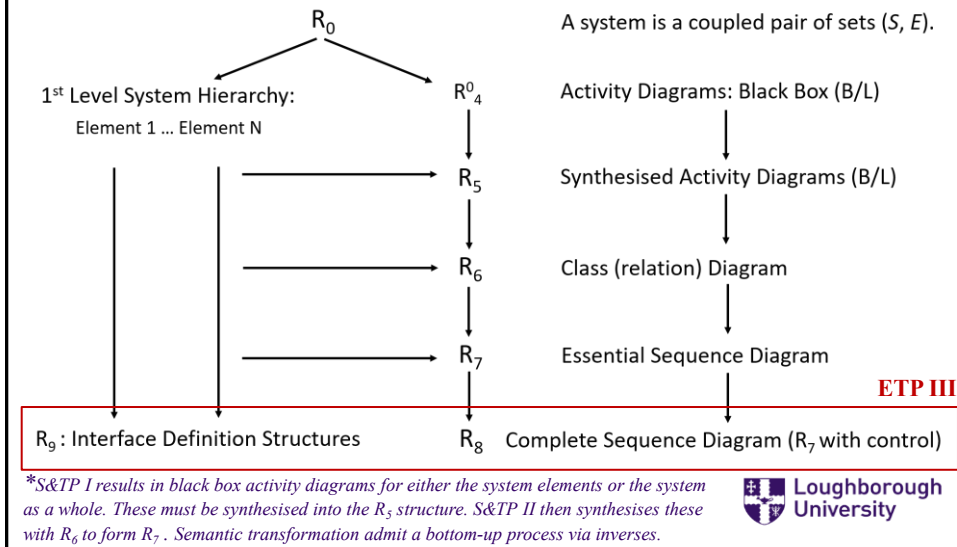 R₀
A system is a coupled pair of sets (S, E).
1ˢᵗ Level System Hierarchy:
Element 1 ... Element N
R⁰₄
Activity Diagrams: Black Box (B/L)
R₅
Synthesised Activity Diagrams (B/L)
R₆
Class (relation) Diagram
R₇
Essential Sequence Diagram
ETP III
R₉ : Interface Definition Structures
R₈
Complete Sequence Diagram (R₇ with control)
*S&TP I results in black box activity diagrams for either the system elements or the system
as a whole. These must be synthesised into the R₅ structure. S&TP II then synthesises these
with R₆ to form R₇ . Semantic transformation admit a bottom-up process via inverses.
Loughborough
University